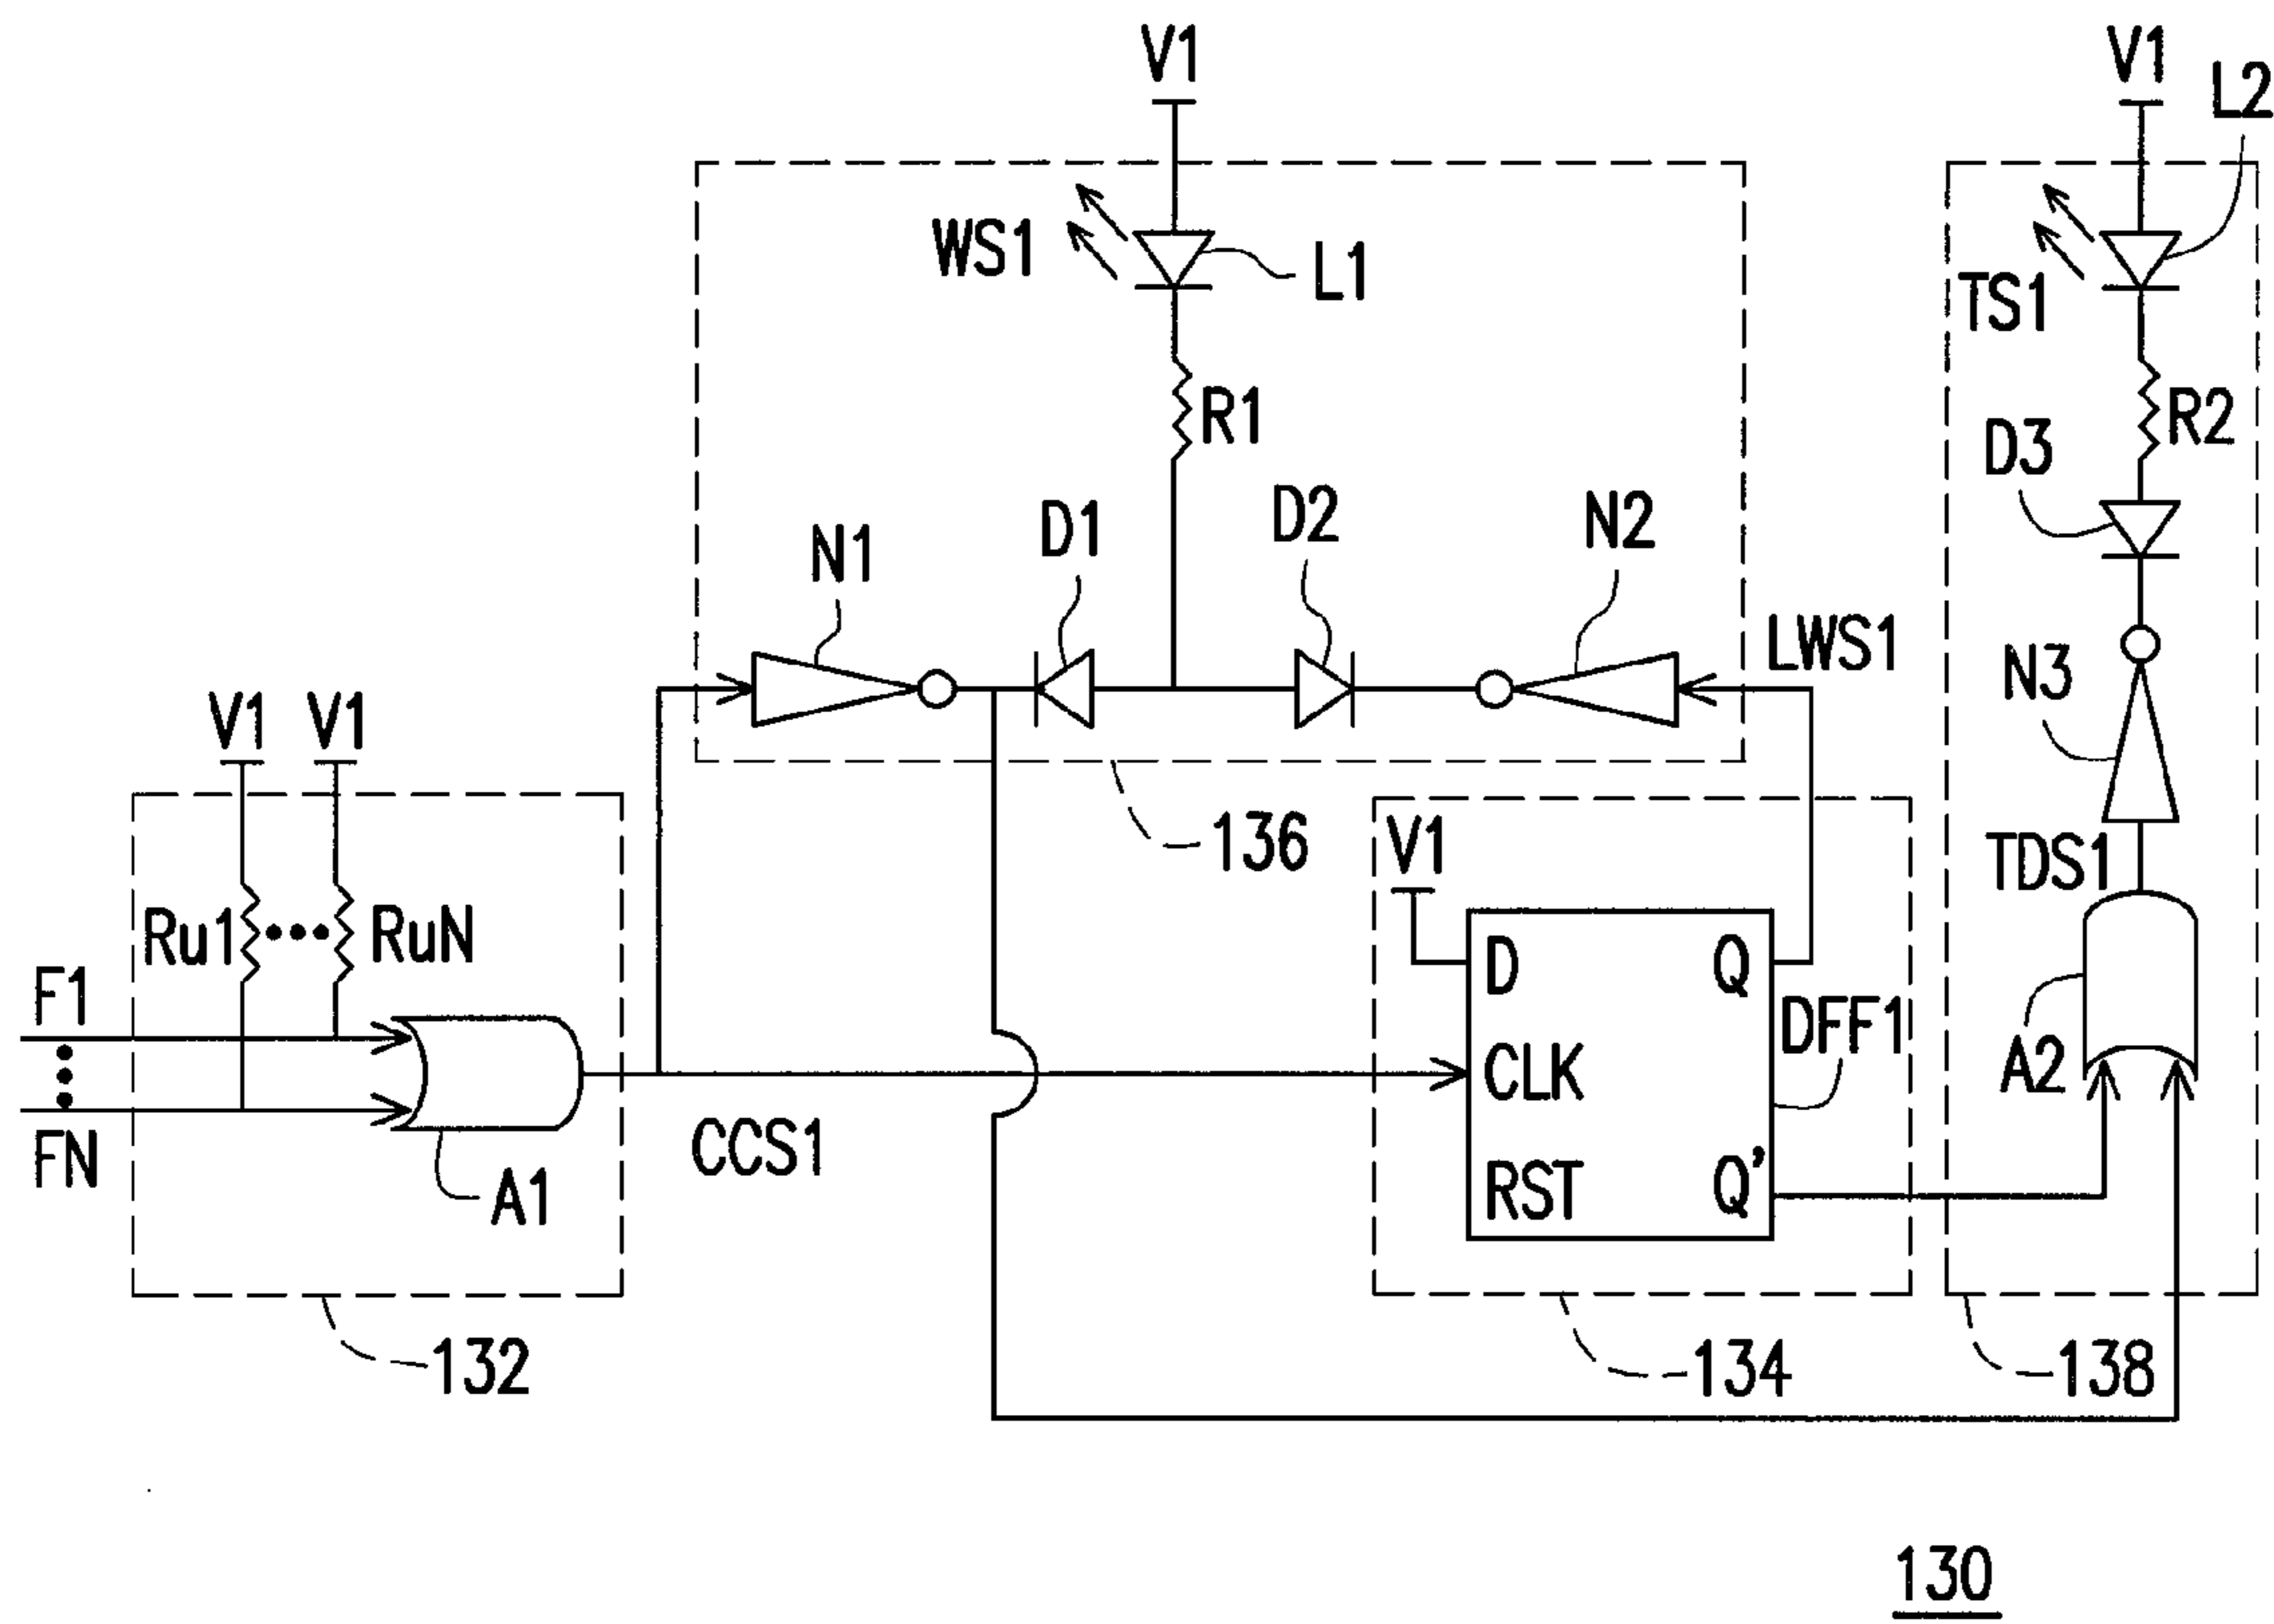 V1
V1
L2
WS1
L1
TS1
R1
R2
D3
D1
D2
N2
N1
LWS1
N3
V1
V1
136
V1
TDS1
Ru1
RuN
D
Q
F1
DFF1
CLK
A2
FN
CCS1
A1
RST
Q'
132
134
138
130